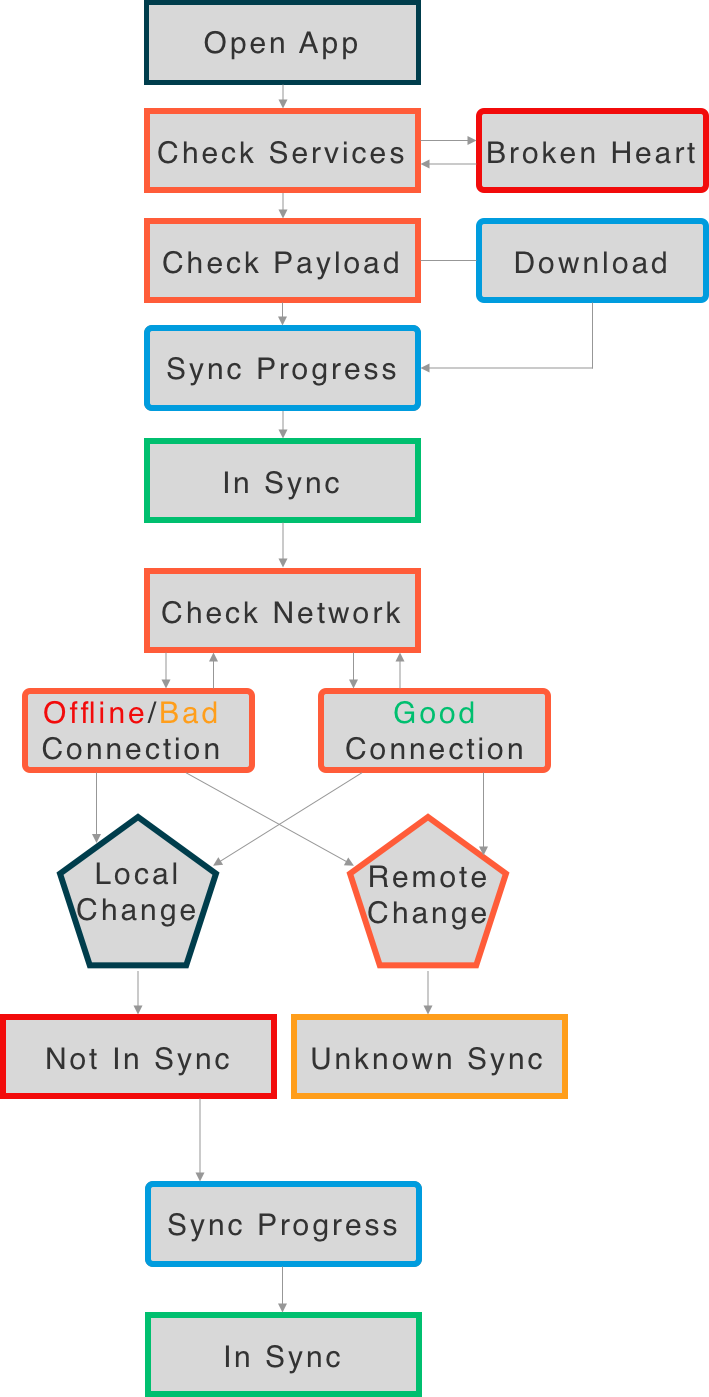 Open App
Check Services
Broken Heart
Check Payload
Download
Sync Progress
In Sync
Check Network
Offline/Bad
Connection
Good
Connection
Local
Change
Remote
Change
Not In Sync
Unknown Sync
Sync Progress
In Sync